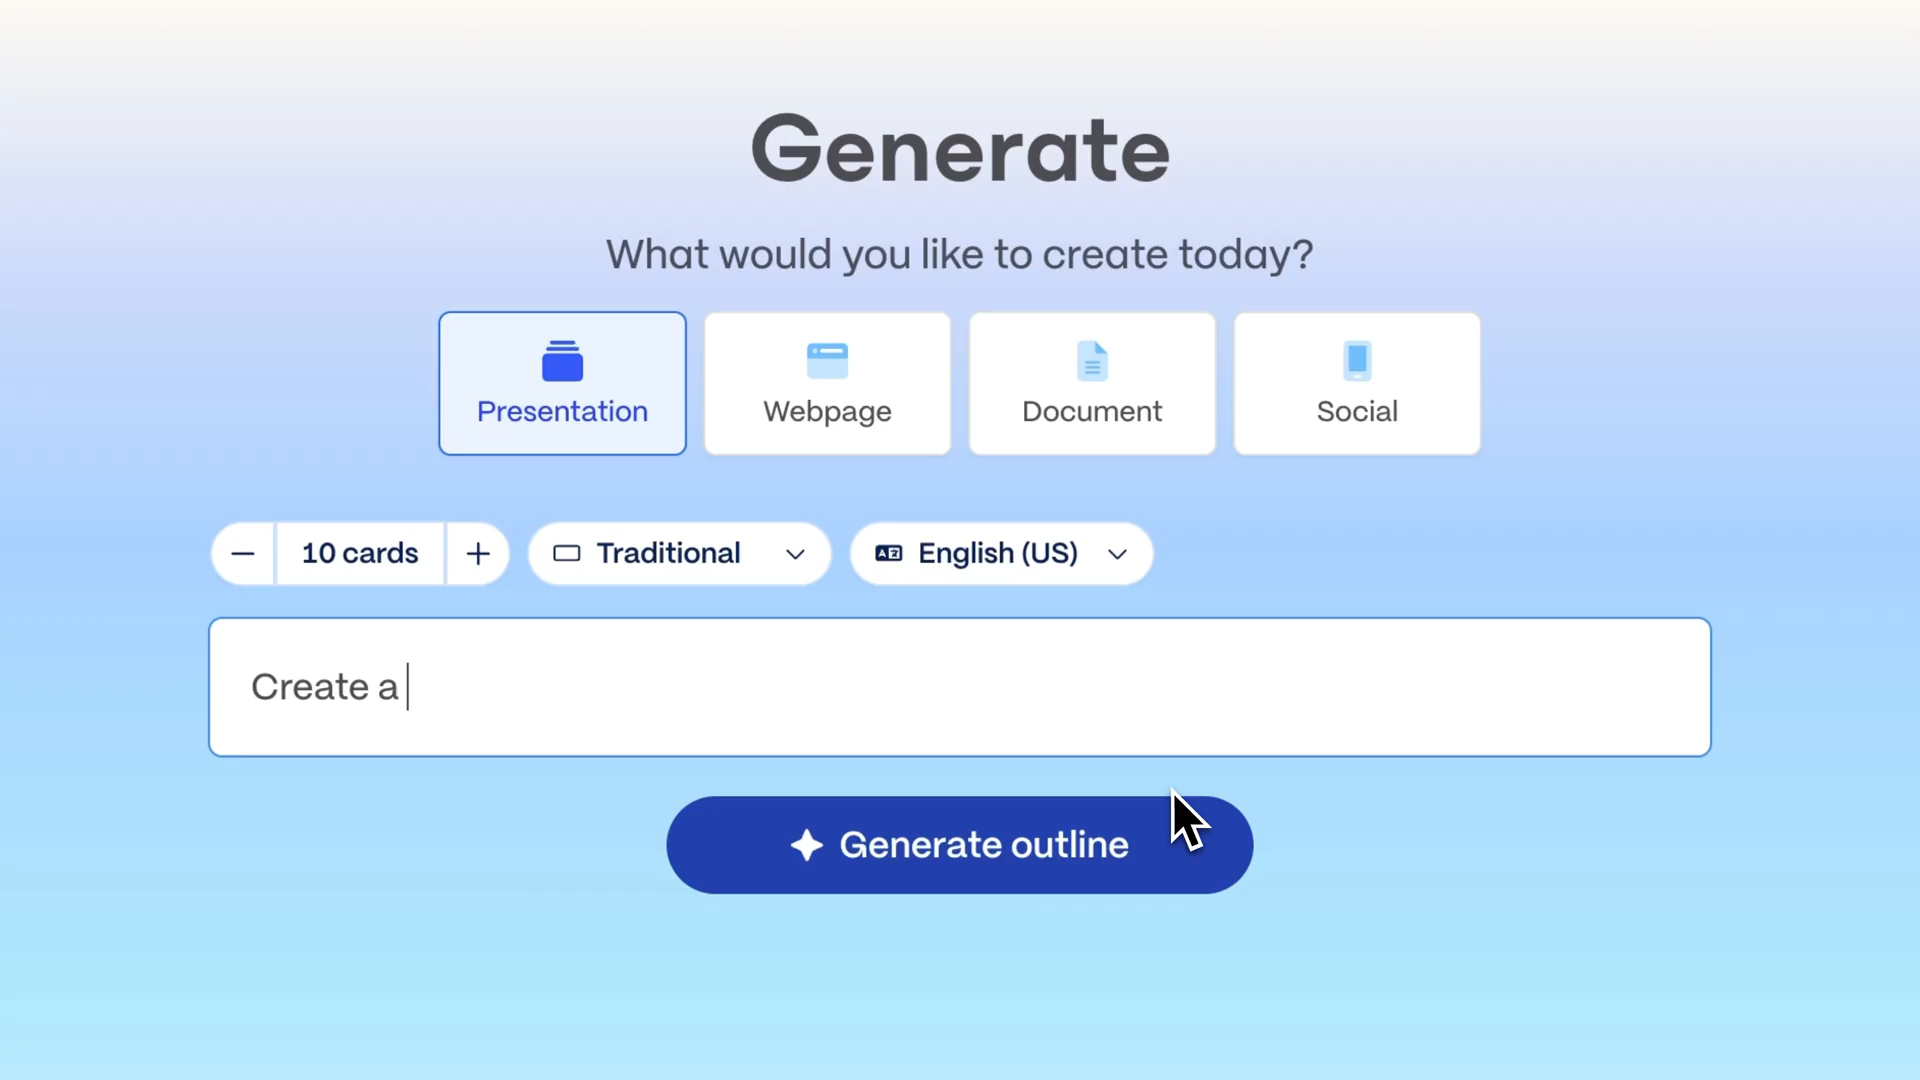 Generate
What would you like to create today?
Presentation
Webpage
Document
Social
10 cards
Traditional
English (US)
Create a
Generate outline